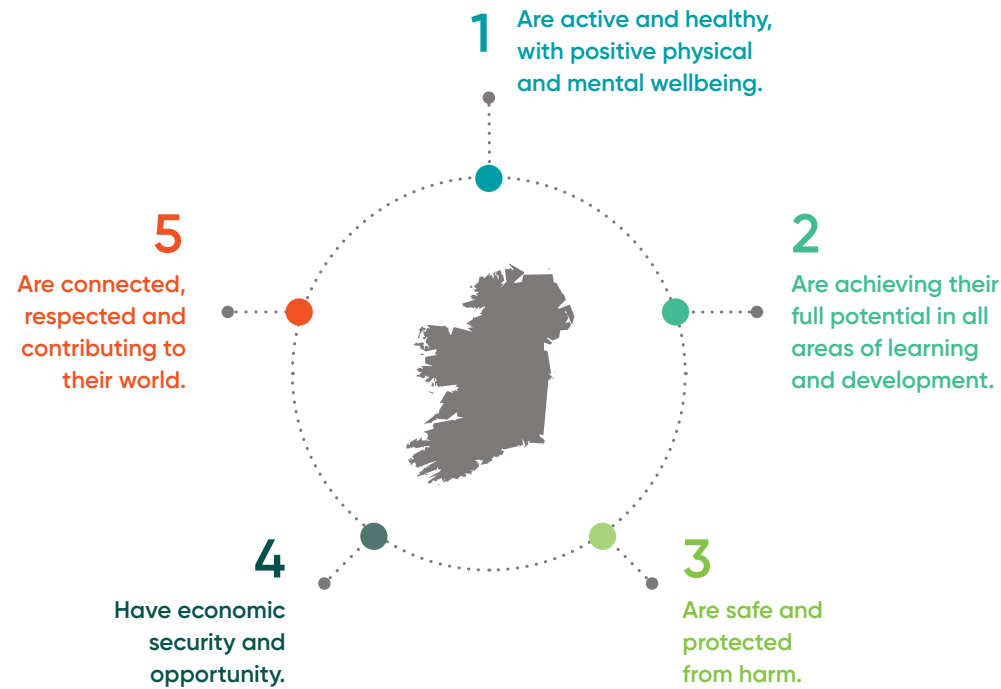 1
Are active and healthy,
with positive physical
and mental wellbeing.
2
Are achieving their
full potential in all
areas of learning
and development.
3
Are safe and
protected
from harm.
4
Have economic
security and
opportunity.
5
Are connected,
respected and
contributing to
their world.